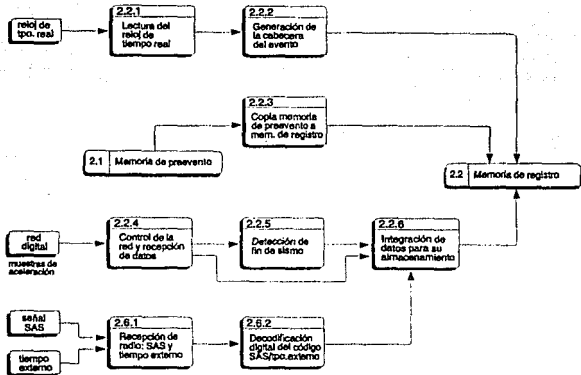 reloj de
tpo. real
2.2.1
Lectura del
reloj de
tiempo real
2.2.2
Generación de
la cabecera
del evento
2.2.3
Copia memoria
de preevento a
mem. de registro
2.1 Memoria de preevento
2.2 Memoria de registro
red
digital
muestras de
aceleración
2.2.4
Control de la
red y recepción
de datos
2.2.5
Detección de
fin de sismo
2.2.6
Integración de
datos para su
almacenamiento
señal
SAS
tiempo
externo
2.6.1
Recepción de
radio: SAS y
tiempo externo
2.6.2
Decodificación
digital del código
SAS/tpo.externo